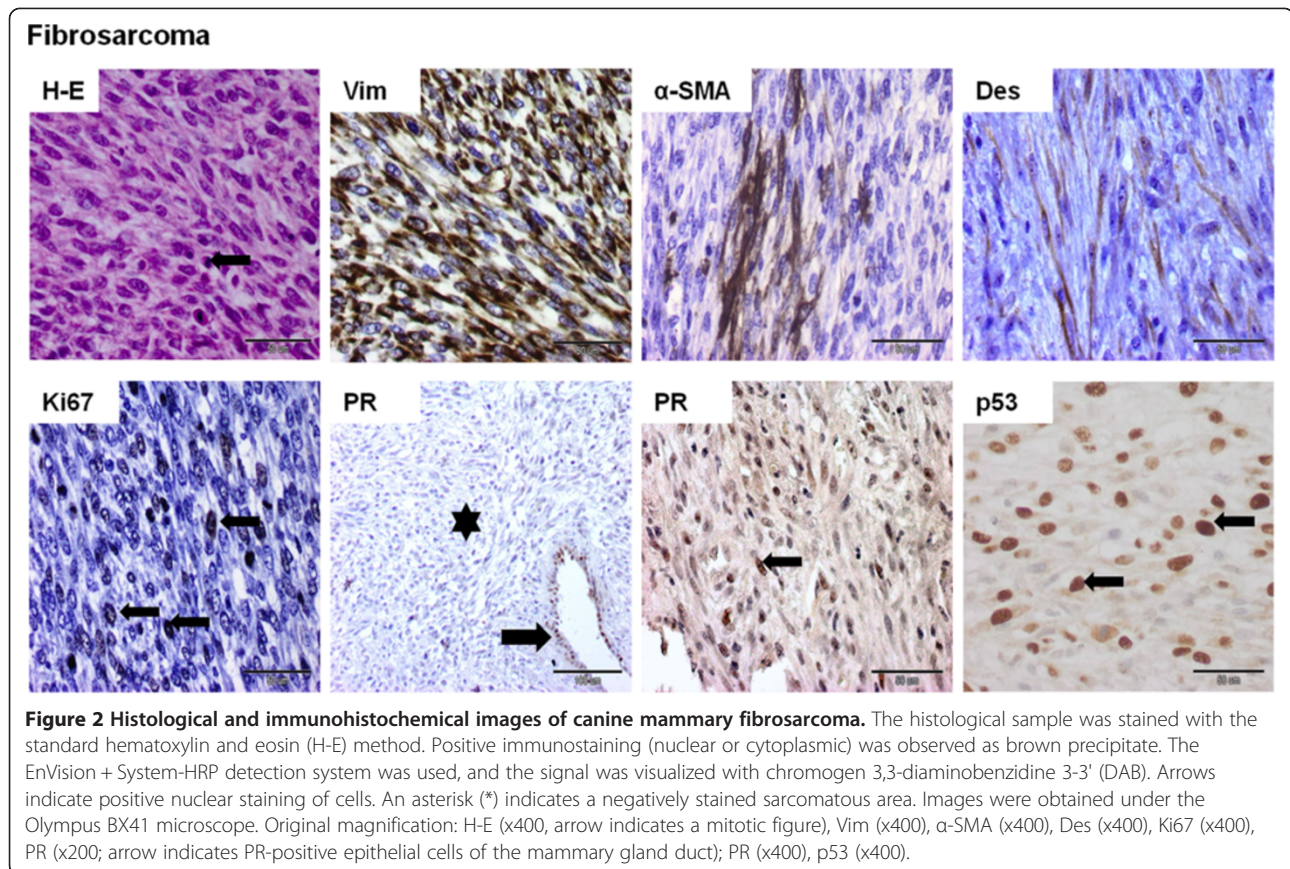 Fibrosarcoma
H-E
Vim
α-SMA
Des
50 µm
Ki67
PR
PR
p53
100 µm
Figure 2 Histological and immunohistochemical images of canine mammary fibrosarcoma. The histological sample was stained with the
standard hematoxylin and eosin (H-E) method. Positive immunostaining (nuclear or cytoplasmic) was observed as brown precipitate. The
EnVision + System-HRP detection system was used, and the signal was visualized with chromogen 3,3-diaminobenzidine 3-3' (DAB). Arrows
indicate positive nuclear staining of cells. An asterisk (*) indicates a negatively stained sarcomatous area. Images were obtained under the
Olympus BX41 microscope. Original magnification: H-E (x400, arrow indicates a mitotic figure), Vim (x400), α-SMA (x400), Des (x400), Ki67 (x400),
PR (x200; arrow indicates PR-positive epithelial cells of the mammary gland duct); PR (x400), p53 (x400).